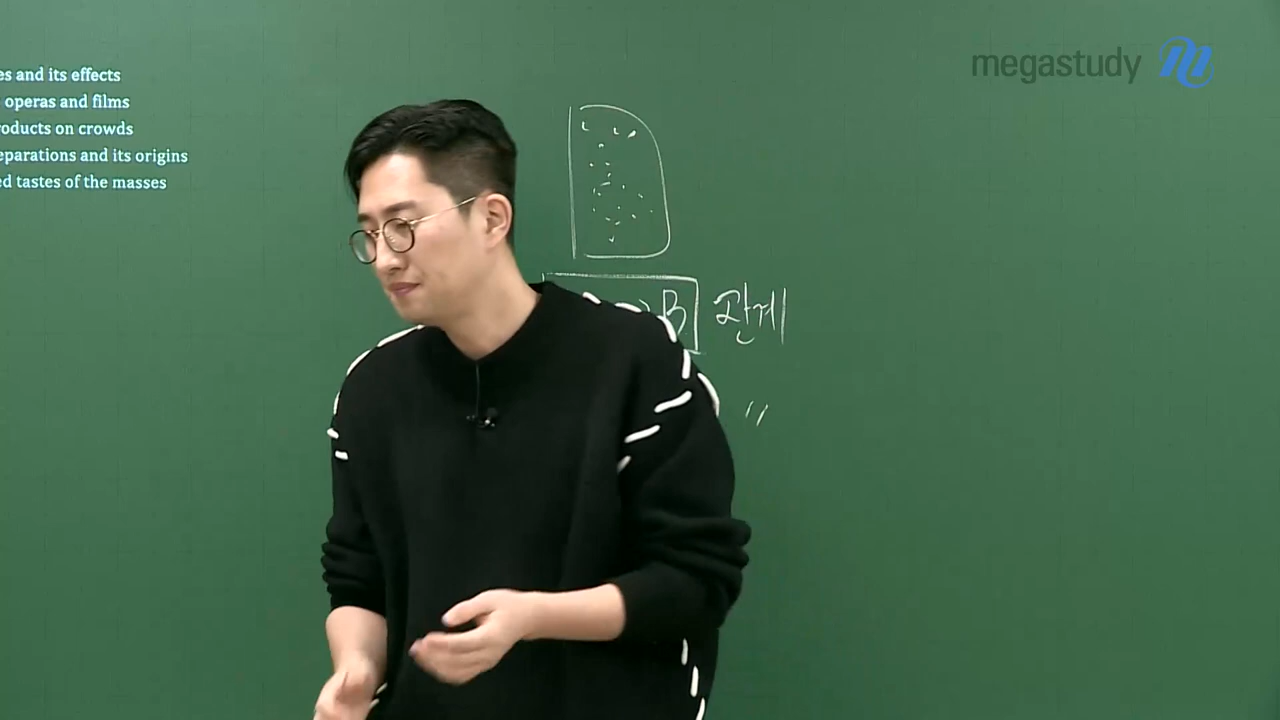 megastudy
es and its effects
operas and films
roducts on crowds
eparations and its origins
ed tastes of the masses
→ B 관계
〃